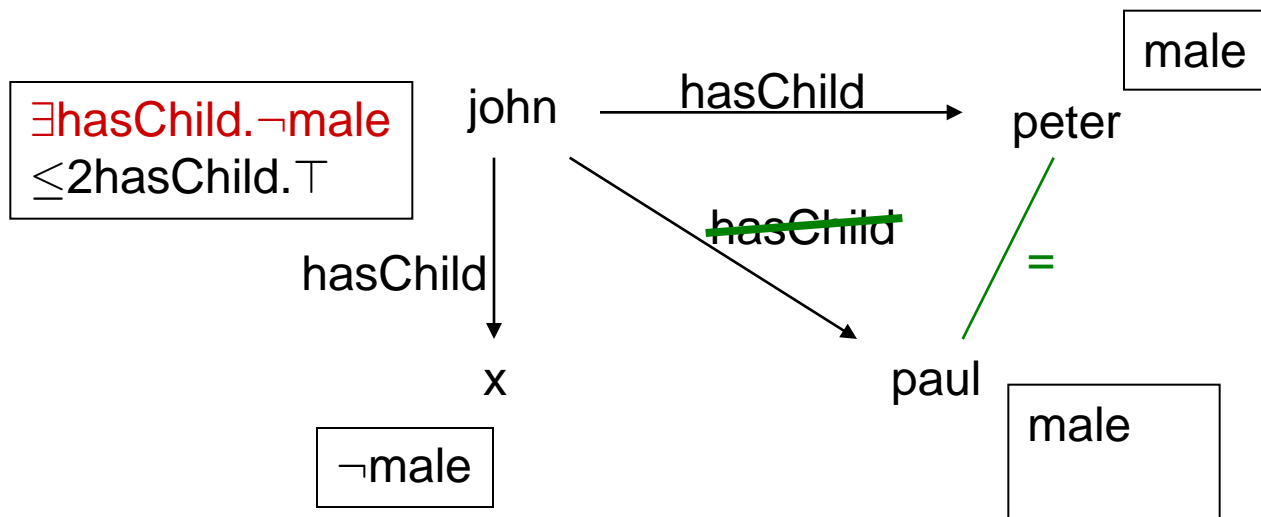 male
∃hasChild.¬male
≤2hasChild.⊤
john
hasChild
peter
hasChild
hasChild
=
x
paul
male
¬male